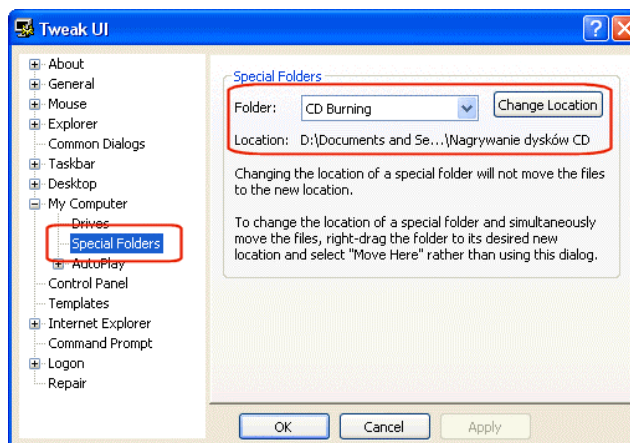 Tweak UI
About
General
Mouse
Explorer
Common Dialogs
Taskbar
Desktop
My Computer
Drives
Special Folders
AutoPlay
Control Panel
Templates
Internet Explorer
Command Prompt
Logon
Repair
Special Folders
Folder: CD Burning Change Location
Location: D:\Documents and Se...\Nagrywanie dysków CD
Changing the location of a special folder will not move the files
to the new location.
To change the location of a special folder and simultaneously
move the files, right-drag the folder to its desired new
location and select "Move Here" rather than using this dialog.
OK Cancel Apply